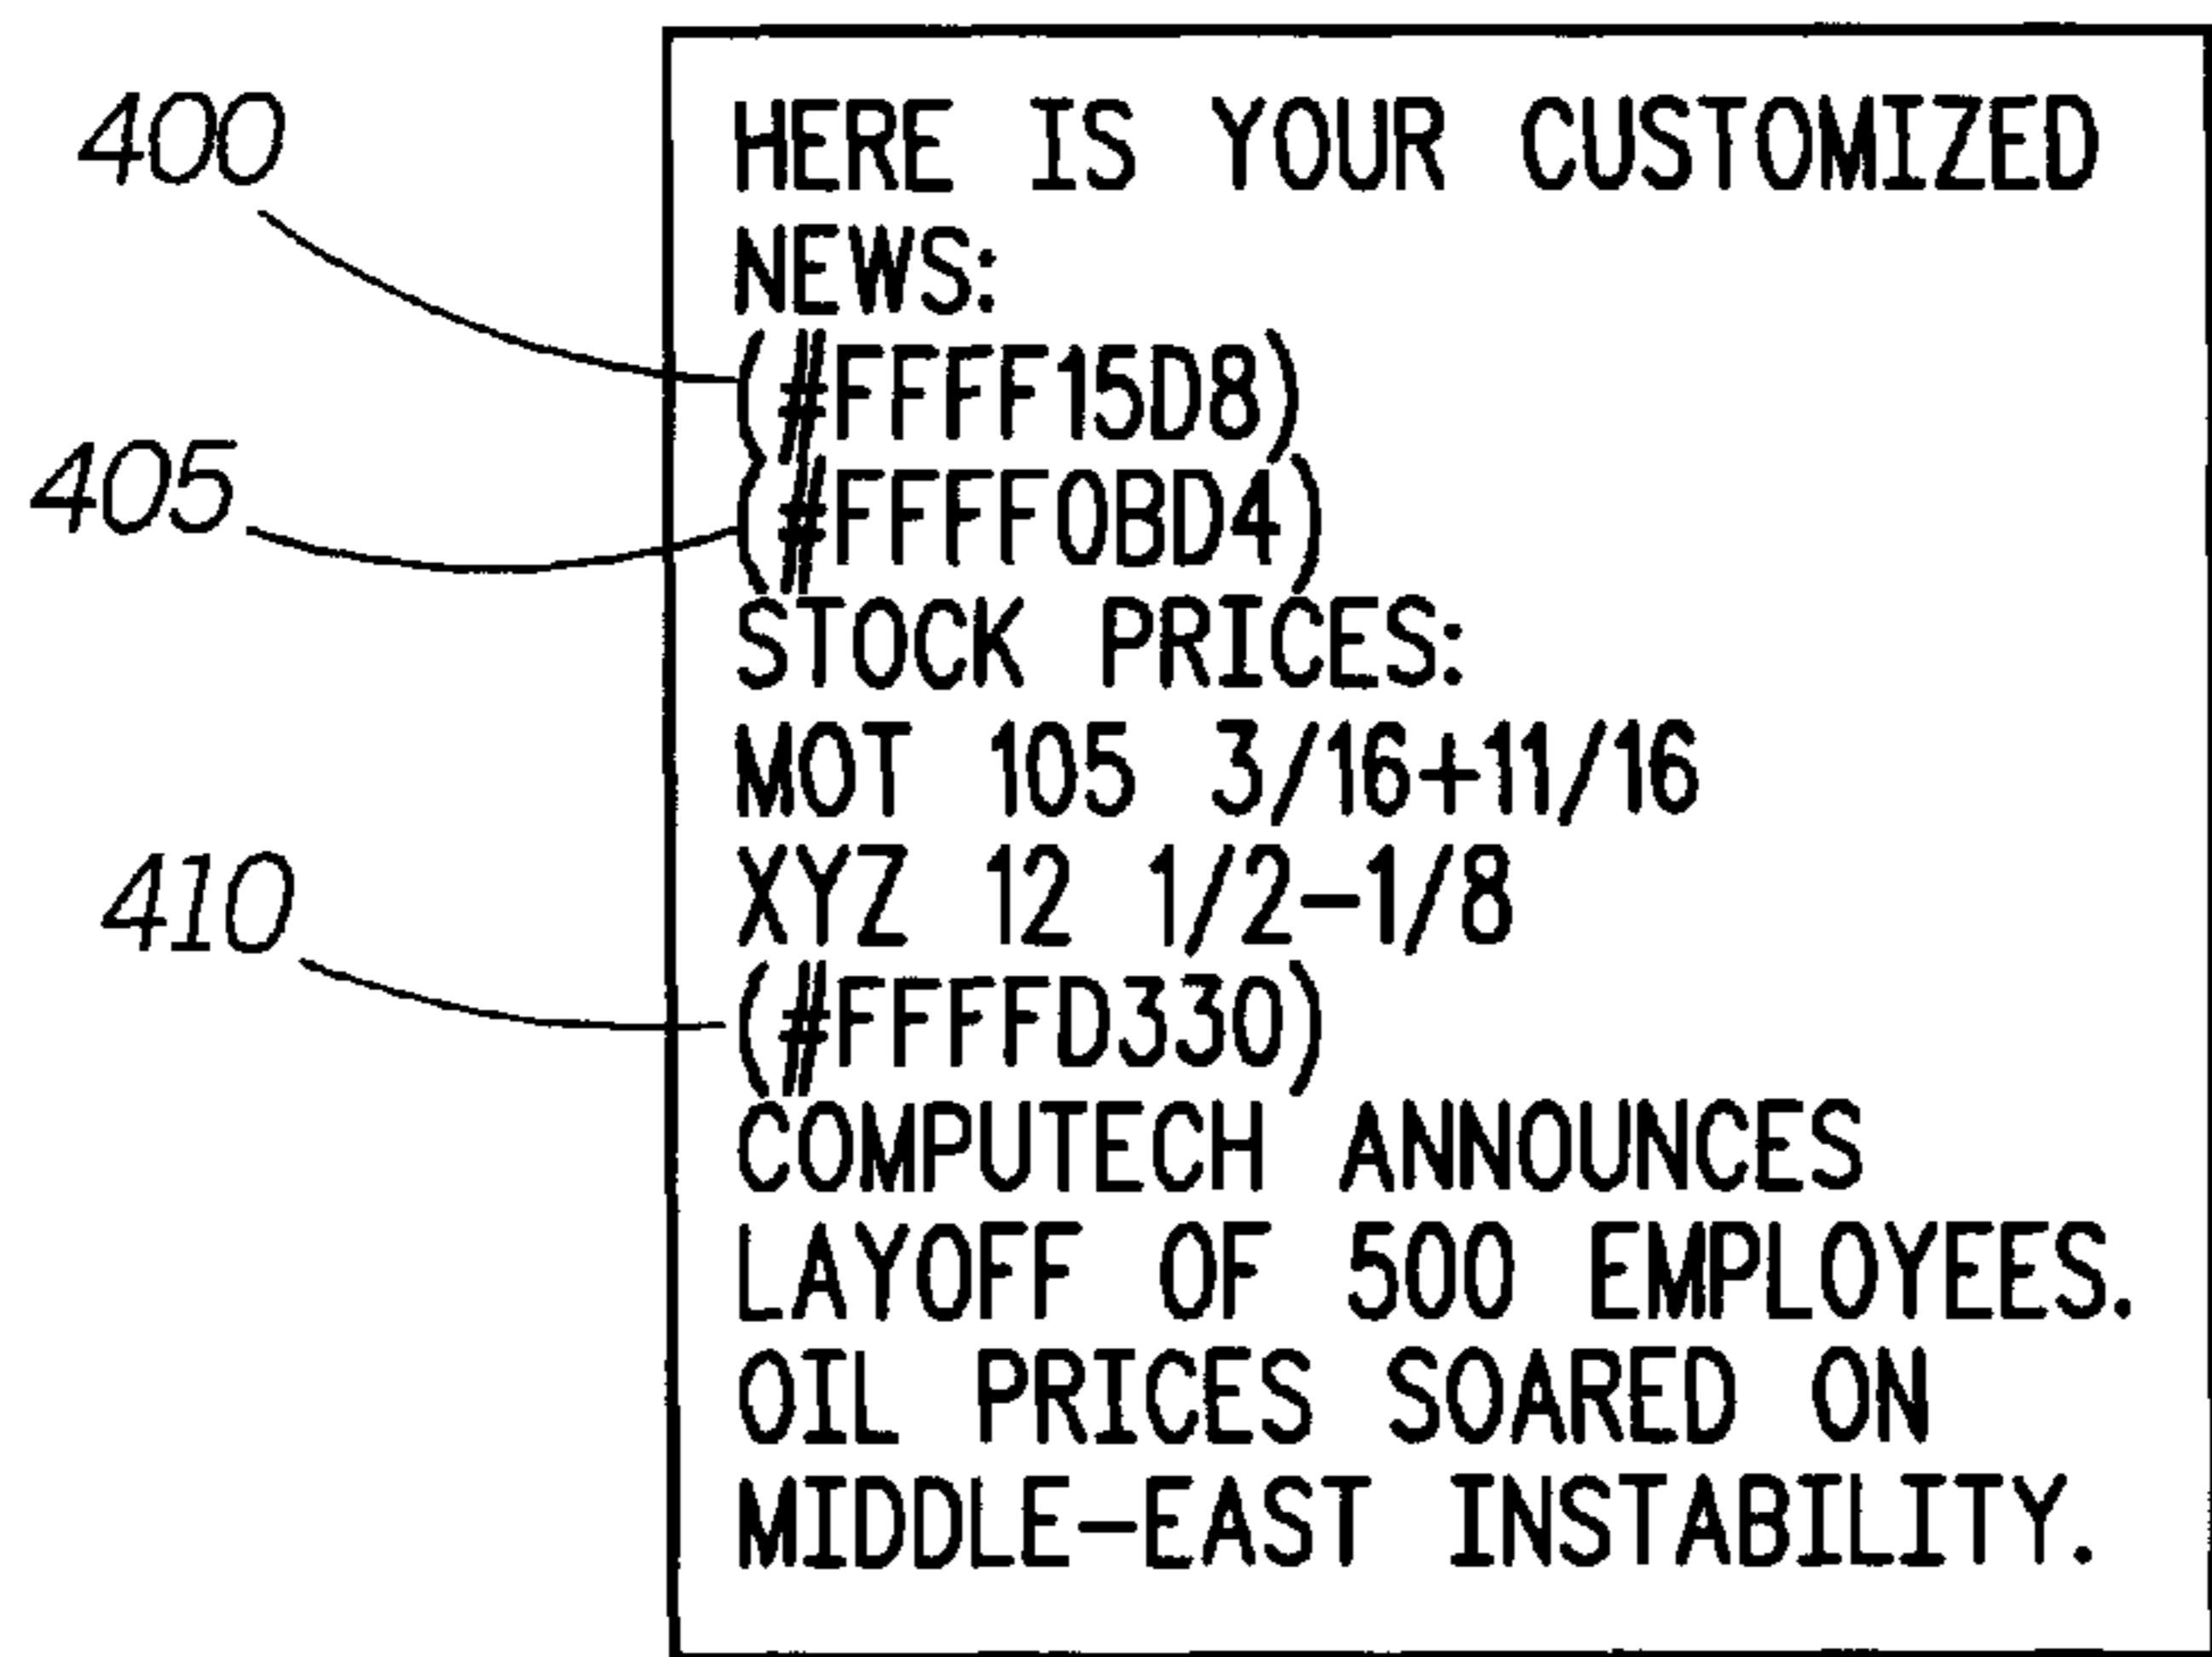 400
405
410
HERE IS YOUR CUSTOMIZED
NEWS:
(#FFFF15D8)
(#FFFF0BD4)
STOCK PRICES:
MOT 105 3/16+11/16
XYZ 12 1/2-1/8
(#FFFFD330)
COMPUTECH ANNOUNCES
LAYOFF OF 500 EMPLOYEES.
OIL PRICES SOARED ON
MIDDLE-EAST INSTABILITY.